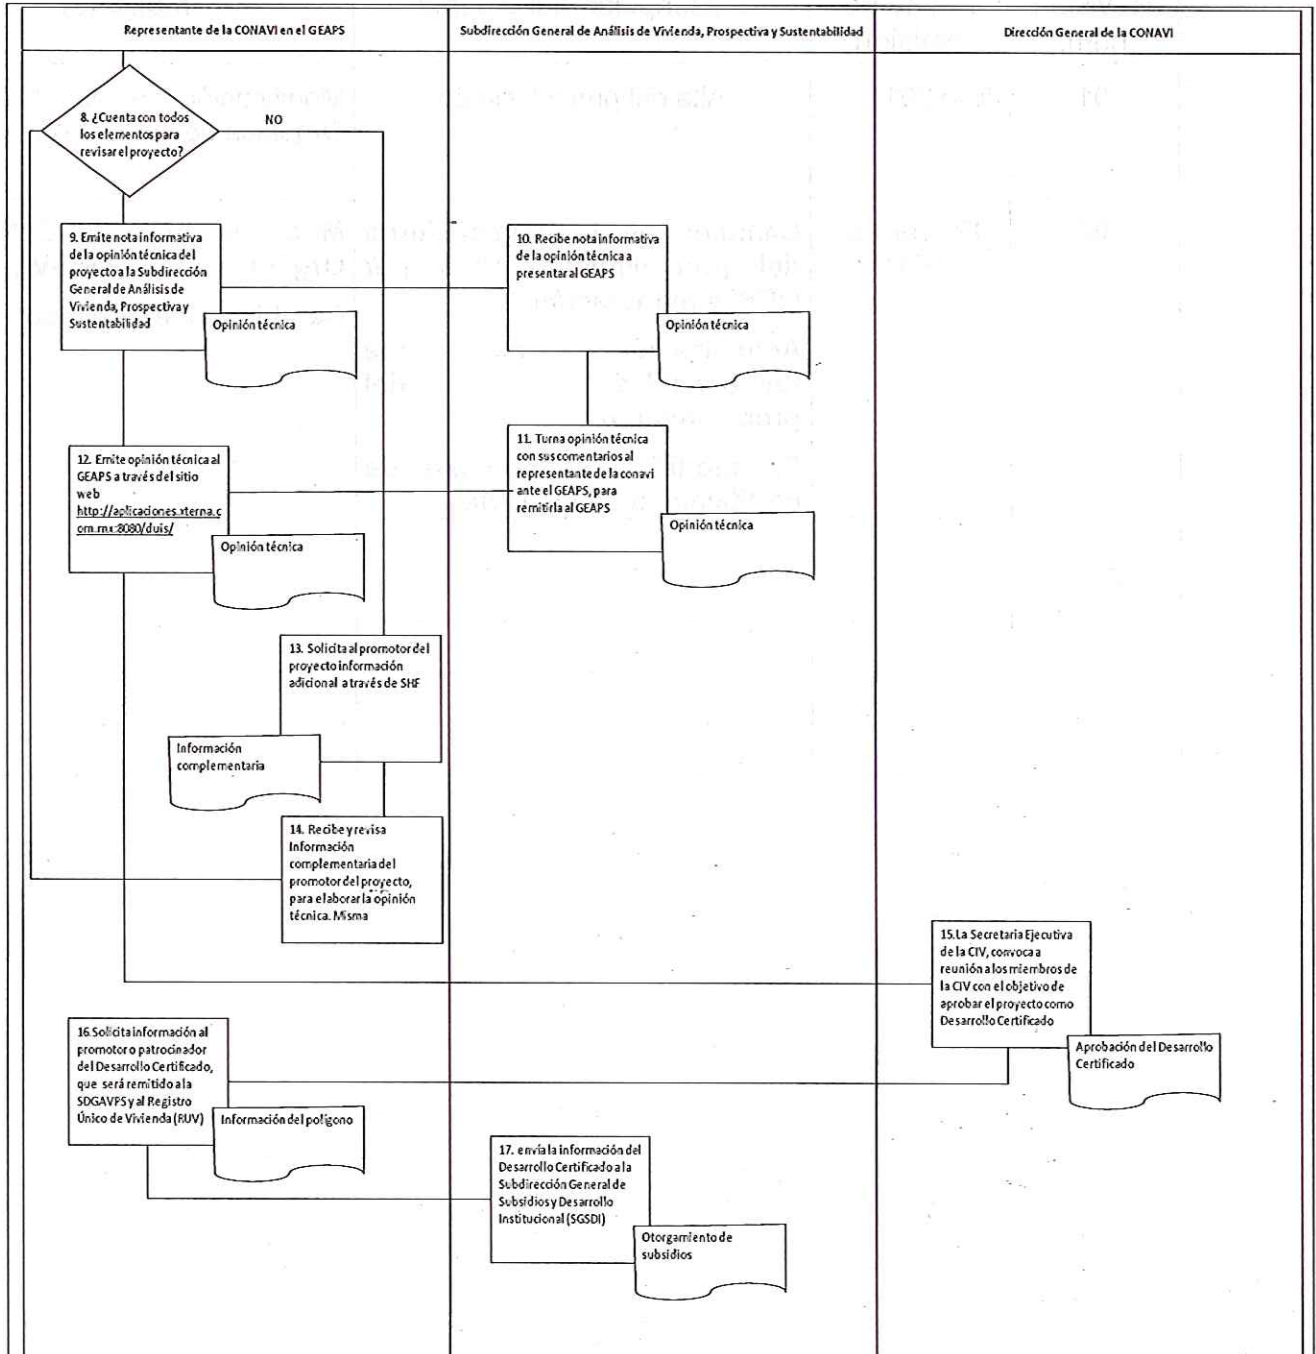 Representante de la CONAVI en el GEAPS
Subdirección General de Análisis de Vivienda, Prospectiva y Sustentabilidad
Dirección General de la CONAVI
8. ¿Cuenta con todos
los elementos para
revisar el proyecto?
NO
9. Emite nota informativa
de la opinión técnica del
proyecto a la Subdirección
General de Análisis de
Vivienda, Prospectiva y
Sustentabilidad
Opinión técnica
10. Recibe nota informativa
de la opinión técnica a
presentar al GEAPS
Opinión técnica
11. Turna opinión técnica
con sus comentarios al
representante de la conavi
ante el GEAPS, para
remitirla al GEAPS
Opinión técnica
12. Emite opinión técnica al
GEAPS a través del sitio
web
http://aplicaciones.xterna.c
om.mx:8080/duis/
Opinión técnica
13. Solicita al promotor del
proyecto información
adicional a través de SHF
Información
complementaria
14. Recibe y revisa
Información
complementaria del
promotor del proyecto,
para elaborar la opinión
técnica. Misma
15.La Secretaria Ejecutiva
de la CIV, convoca a
reunión a los miembros de
la CIV con el objetivo de
aprobar el proyecto como
Desarrollo Certificado
Aprobación del Desarrollo
Certificado
16.Solicita información al
promotor o patrocinador
del Desarrollo Certificado,
que será remitido a la
SDGAVPS y al Registro
Único de Vivienda (RUV)
Información del polígono
17. envía la información del
Desarrollo Certificado a la
Subdirección General de
Subsidios y Desarrollo
Institucional (SGSDI)
Otorgamiento de
subsidios